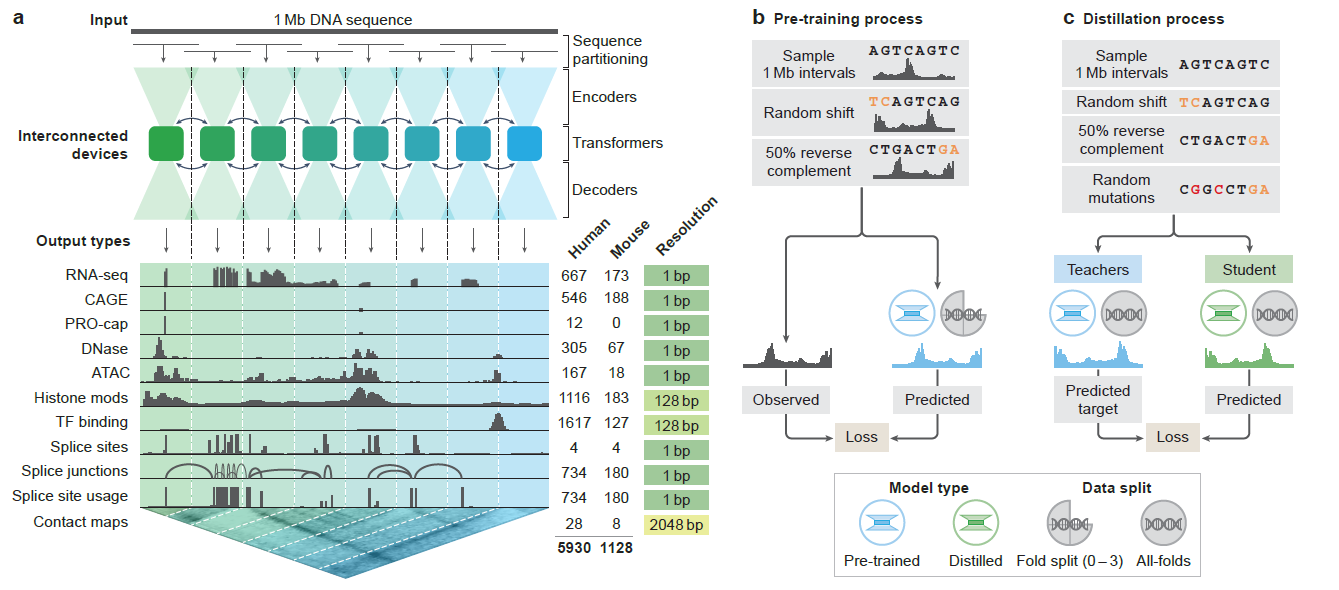 a
Input
1 Mb DNA sequence
Sequence
partitioning
Encoders
Interconnected
devices
Transformers
Decoders
Output types
Human
Mouse
Resolution
RNA-seq 667 173 1 bp
CAGE 546 188 1 bp
PRO-cap 12 0 1 bp
DNase 305 67 1 bp
ATAC 167 18 1 bp
Histone mods 1116 183 128 bp
TF binding 1617 127 128 bp
Splice sites 4 4 1 bp
Splice junctions 734 180 1 bp
Splice site usage 734 180 1 bp
Contact maps 28 8 2048 bp
5930 1128
b Pre-training process
Sample
1 Mb intervals
AGTCAGTC
Random shift
TCAGTCAG
50% reverse
complement
CTGACTGA
Observed
Predicted
Loss
c Distillation process
Sample
1 Mb intervals
AGTCAGTC
Random shift
TCAGTCAG
50% reverse
complement
CTGACTGA
Random
mutations
CGGCCTGA
Teachers
Student
Predicted
target
Predicted
Loss
Model type
Data split
Pre-trained
Distilled
Fold split (0–3)
All-folds